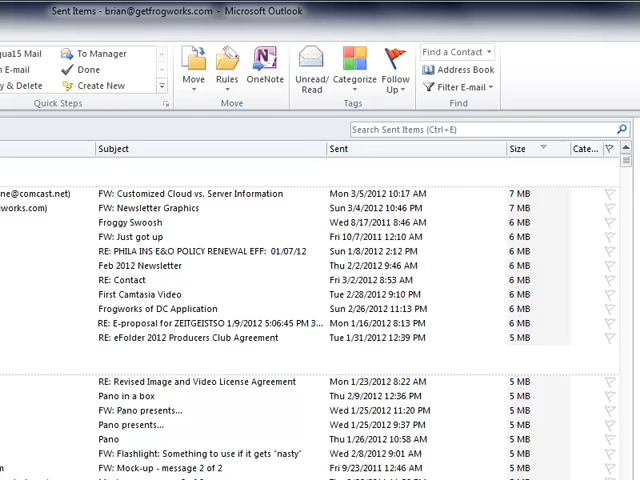 Sent Items - brian@getfrogworks.com - Microsoft Outlook
qua15 Mail To Manager
n E-mail Done
y & Delete Create New
Quick Steps
Move Rules OneNote
Move
Unread/ Read Categorize Follow Up
Tags
Find a Contact
Address Book
Filter E-mail
Find
Search Sent Items (Ctrl+E)
Subject Sent Size Cate...
ne@comcast.net) FW: Customized Cloud vs. Server Information Mon 3/5/2012 10:17 AM 7 MB
works.com) FW: Newsletter Graphics Sun 3/4/2012 10:46 PM 7 MB
Froggy Swoosh Wed 8/17/2011 8:46 AM 6 MB
FW: Just got up Fri 10/7/2011 12:10 AM 6 MB
RE: PHILA INS E&O POLICY RENEWAL EFF: 01/07/12 Sun 1/8/2012 2:12 PM 6 MB
Feb 2012 Newsletter Thu 2/2/2012 9:46 AM 6 MB
RE: Contact Fri 3/2/2012 8:53 AM 6 MB
First Camtasia Video Tue 2/28/2012 9:10 PM 6 MB
Frogworks of DC Application Sun 2/26/2012 11:13 PM 6 MB
RE: E-proposal for ZEITGEISTSO 1/9/2012 5:06:45 PM 3... Mon 1/16/2012 8:13 PM 6 MB
RE: eFolder 2012 Producers Club Agreement Tue 1/31/2012 12:39 PM 5 MB
RE: Revised Image and Video License Agreement Mon 1/23/2012 8:22 AM 5 MB
Pano in a box Thu 2/9/2012 12:36 PM 5 MB
FW: Pano presents... Wed 1/25/2012 11:20 PM 5 MB
Pano presents... Wed 1/25/2012 9:37 PM 5 MB
Pano Thu 1/26/2012 10:58 AM 5 MB
FW: Flashlight: Something to use if it gets "nasty" Wed 2/8/2012 9:01 AM 5 MB
FW: Mock-up - message 2 of 2 Fri 9/23/2011 12:46 AM 5 MB